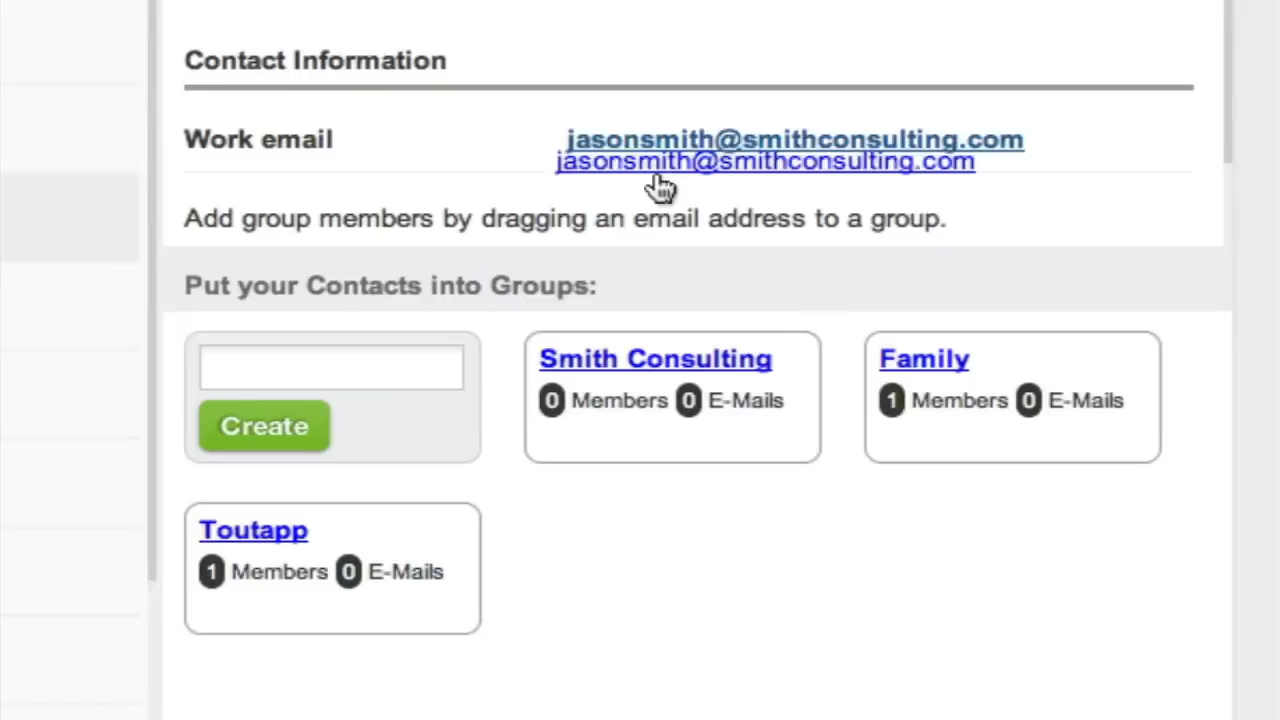 Contact Information
Work email jasonsmith@smithconsulting.com
jasonsmith@smithconsulting.com
Add group members by dragging an email address to a group.
Put your Contacts into Groups:
Create
Smith Consulting
0 Members 0 E-Mails
Family
1 Members 0 E-Mails
Toutapp
1 Members 0 E-Mails